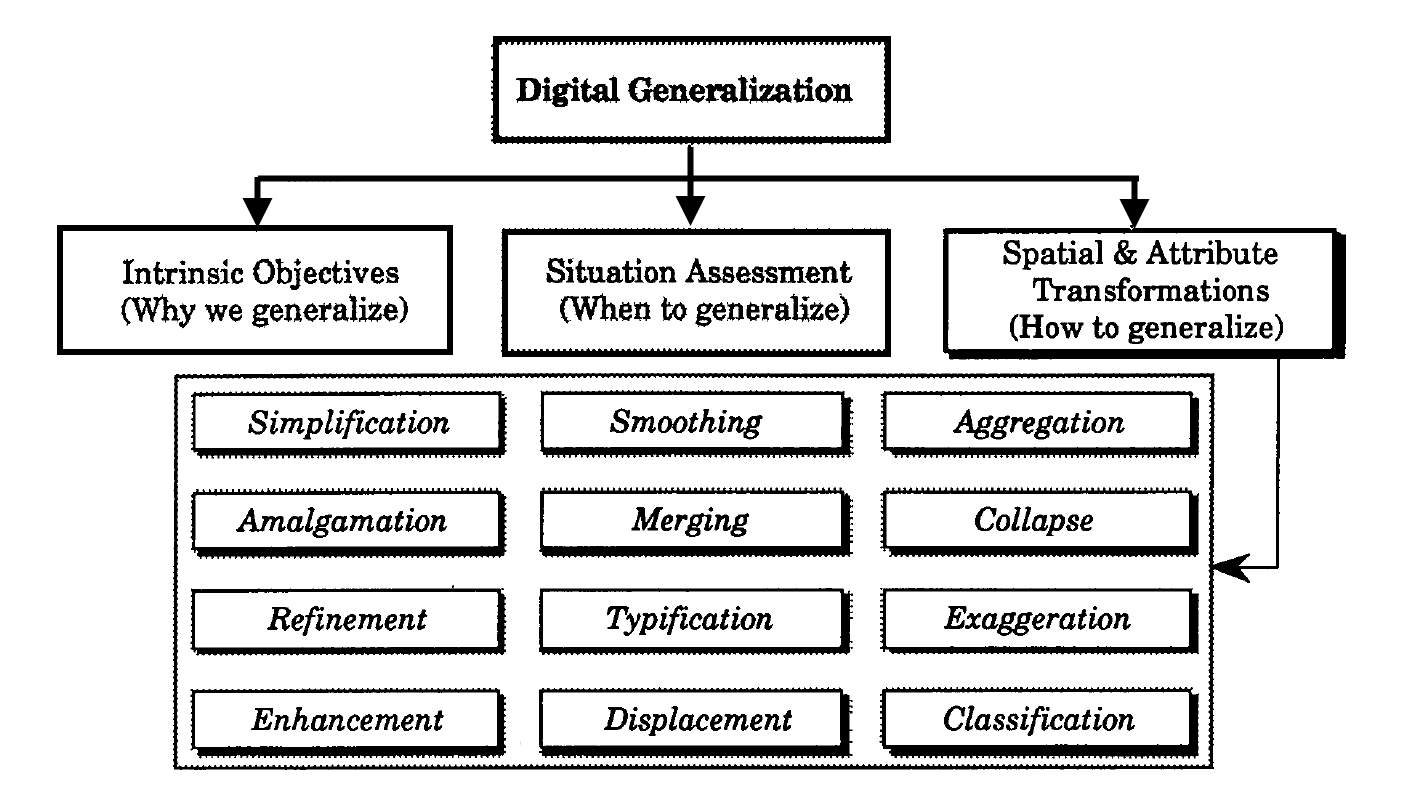 Digital Generalization
Intrinsic Objectives
(Why we generalize)
Situation Assessment
(When to generalize)
Spatial & Attribute
Transformations
(How to generalize)
Simplification
Smoothing
Aggregation
Amalgamation
Merging
Collapse
Refinement
Typification
Exaggeration
Enhancement
Displacement
Classification